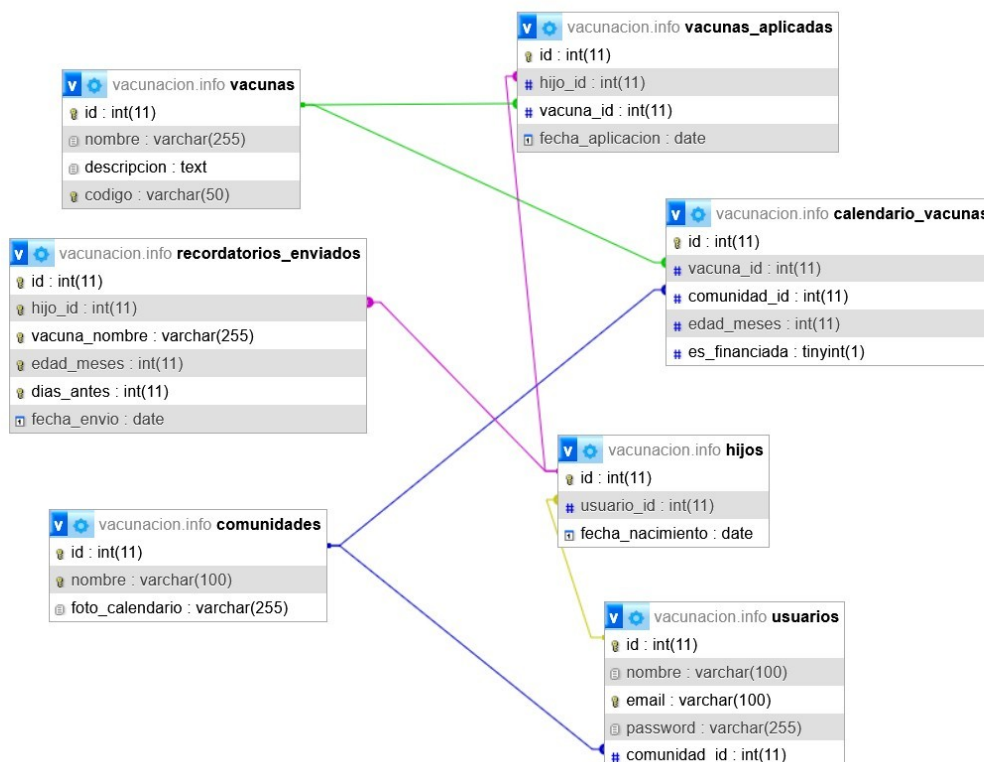 vacunacion.info vacunas_aplicadas
id : int(11)
hijo_id : int(11)
vacuna_id : int(11)
fecha_aplicacion : date
vacunacion.info vacunas
id : int(11)
nombre : varchar(255)
descripcion : text
codigo : varchar(50)
vacunacion.info calendario_vacunas
id : int(11)
vacuna_id : int(11)
comunidad_id : int(11)
edad_meses : int(11)
es_financiada : tinyint(1)
vacunacion.info recordatorios_enviados
id : int(11)
hijo_id : int(11)
vacuna_nombre : varchar(255)
edad_meses : int(11)
dias_antes : int(11)
fecha_envio : date
vacunacion.info hijos
id : int(11)
usuario_id : int(11)
fecha_nacimiento : date
vacunacion.info comunidades
id : int(11)
nombre : varchar(100)
foto_calendario : varchar(255)
vacunacion.info usuarios
id : int(11)
nombre : varchar(100)
email : varchar(100)
password : varchar(255)
comunidad_id : int(11)